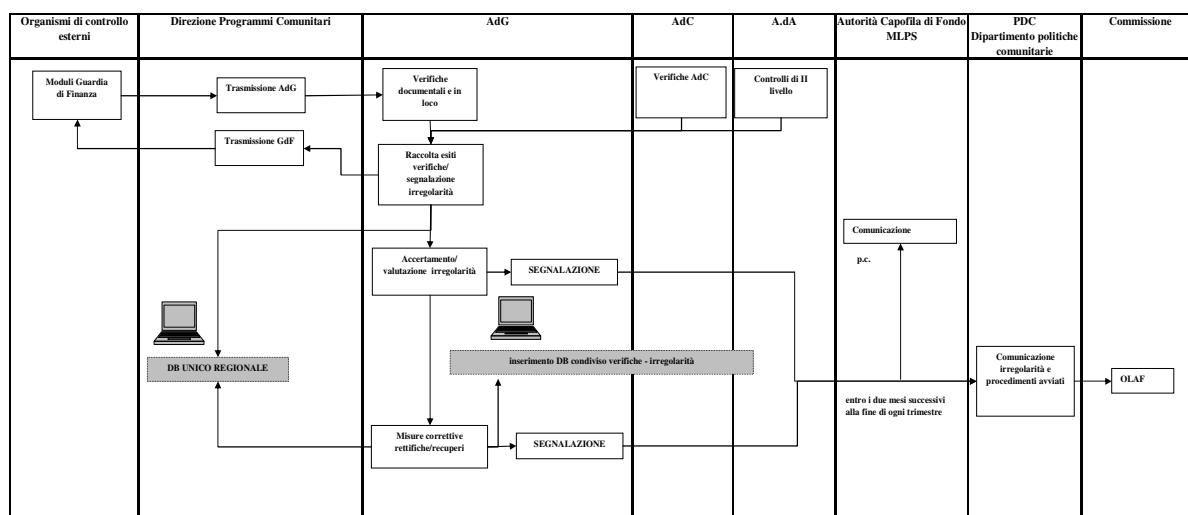 Organismi di controllo
esterni
Direzione Programmi Comunitari
AdG
AdC
A.dA
Autorità Capofila di Fondo
MLPS
PDC
Dipartimento politiche
comunitarie
Commissione
Moduli Guardia
di Finanza
Trasmissione AdG
Verifiche
documentali e in
loco
Verifiche AdC
Controlli di II
livello
Trasmissione GdF
Raccolta esiti
verifiche/
segnalazione
irregolarità
Comunicazione
p.c.
Accertamento/
valutazione irregolarità
SEGNALAZIONE
DB UNICO REGIONALE
inserimento DB condiviso verifiche - irregolarità
Comunicazione
irregolarità e
procedimenti avviati
OLAF
entro i due mesi successivi
alla fine di ogni trimestre
Misure correttive
rettifiche/recuperi
SEGNALAZIONE